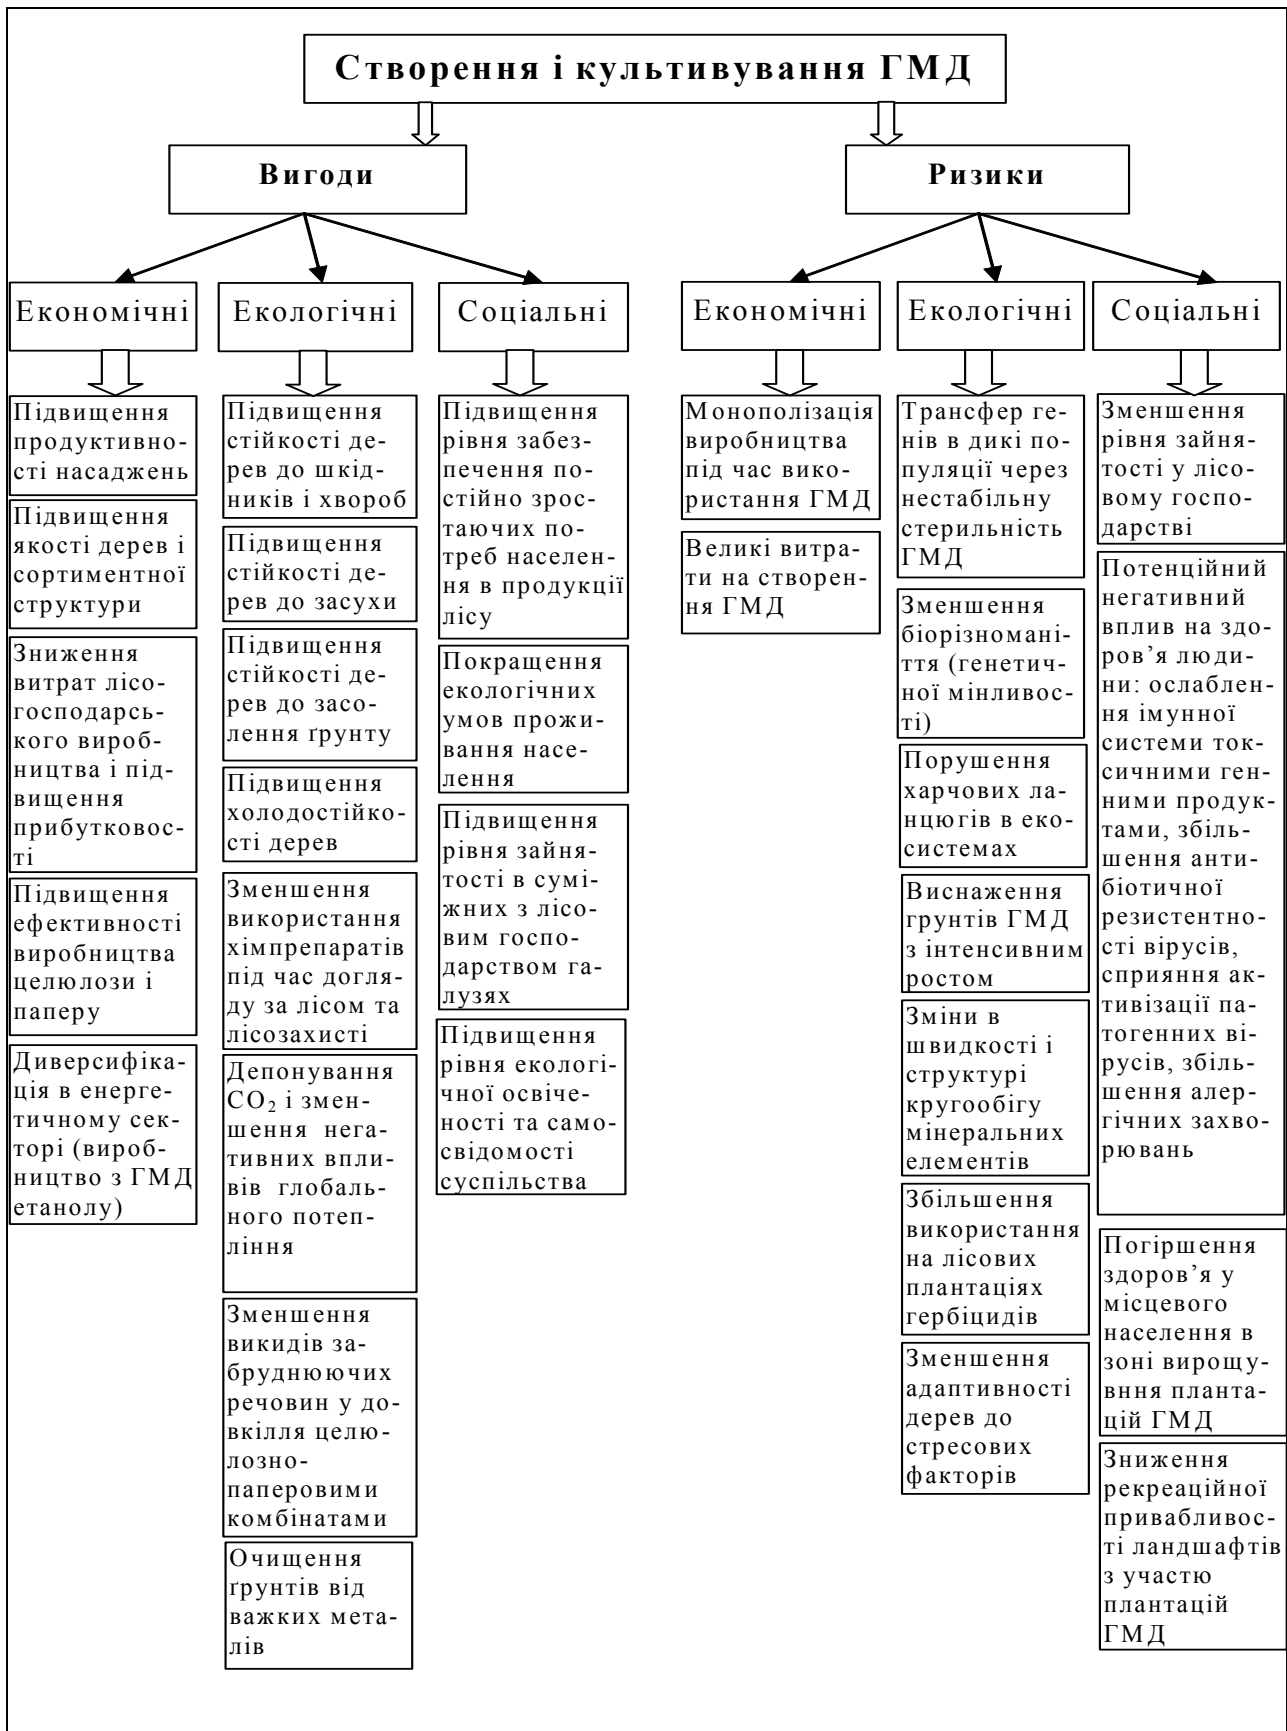 Створення і культивування ГМД
Вигоди
Ризики
Економічні
Екологічні
Соціальні
Економічні
Екологічні
Соціальні
Підвищення
продуктивно-
сті насаджень
Підвищення
якості дерев і
сортиментної
структури
Зниження
витрат лісо-
господарсь-
кого вироб-
ництва і під-
вищення
прибутковос-
ті
Підвищення
ефективності
виробництва
целюлози і
паперу
Диверсифіка-
ція в енерге-
тичному сек-
торі (вироб-
ництво з ГМД
етанолу)
Підвищення
стійкості де-
рев до шкід-
ників і хвороб
Підвищення
стійкості де-
рев до засухи
Підвищення
стійкості де-
рев до засо-
лення ґрунту
Підвищення
холодостійко-
сті дерев
Зменшення
використання
хімпрепаратів
під час догля-
ду за лісом та
лісозахисті
Депонування
CO₂ і змен-
шення нега-
тивних впли-
вів глобаль-
ного потеп-
ління
Зменшення
викидів за-
бруднюючих
речовин у до-
вкілля целю-
лозно-
паперовими
комбінатами
Очищення
ґрунтів від
важких мета-
лів
Підвищення
рівня забез-
печення по-
стійно зрос-
таючих по-
треб населен-
ня в продукції
лісу
Покращення
екологічних
умов прожи-
вання насе-
лення
Підвищення
рівня зайня-
тості в сумі-
жних з лісо-
вим госпо-
дарством га-
лузях
Підвищення
рівня екологі-
чної освіче-
ності та само-
свідомості
суспільства
Монополізація
виробництва
під час вико-
ристання ГМД
Великі витра-
ти на створен-
ня ГМД
Трансфер ге-
нів в дикі по-
пуляції через
нестабільну
стерильність
ГМД
Зменшення
біорізномані-
ття (генетич-
ної мінливос-
ті)
Порушення
харчових ла-
нцюгів в еко-
системах
Виснаження
грунтів ГМД
з інтенсивним
ростом
Зміни в
швидкості і
структурі
кругообігу
мінеральних
елементів
Збільшення
використання
на лісових
плантаціях
гербіцидів
Зменшення
адаптивності
дерев до
стресових
факторів
Зменшення
рівня зайня-
тості у ліс­о-
вому госпо-
дарстві
Потенційний
негативний
вплив на здо-
ров’я люди-
ни: ослаблен-
ня імунної
системи ток-
сичними ген-
ними продук-
тами, збіль-
шення анти-
біотичної
резистентно-
сті вірусів,
сприяння ак-
тивізації па-
тогенних ві-
русів, збіль-
шення алер-
гічних захво-
рювань
Погіршення
здоров’я у
місцевого
населення в
зоні вирощу-
вння планта-
цій ГМД
Зниження
рекреаційної
привабливос-
ті ландшафтів
з участю
плантацій
ГМД